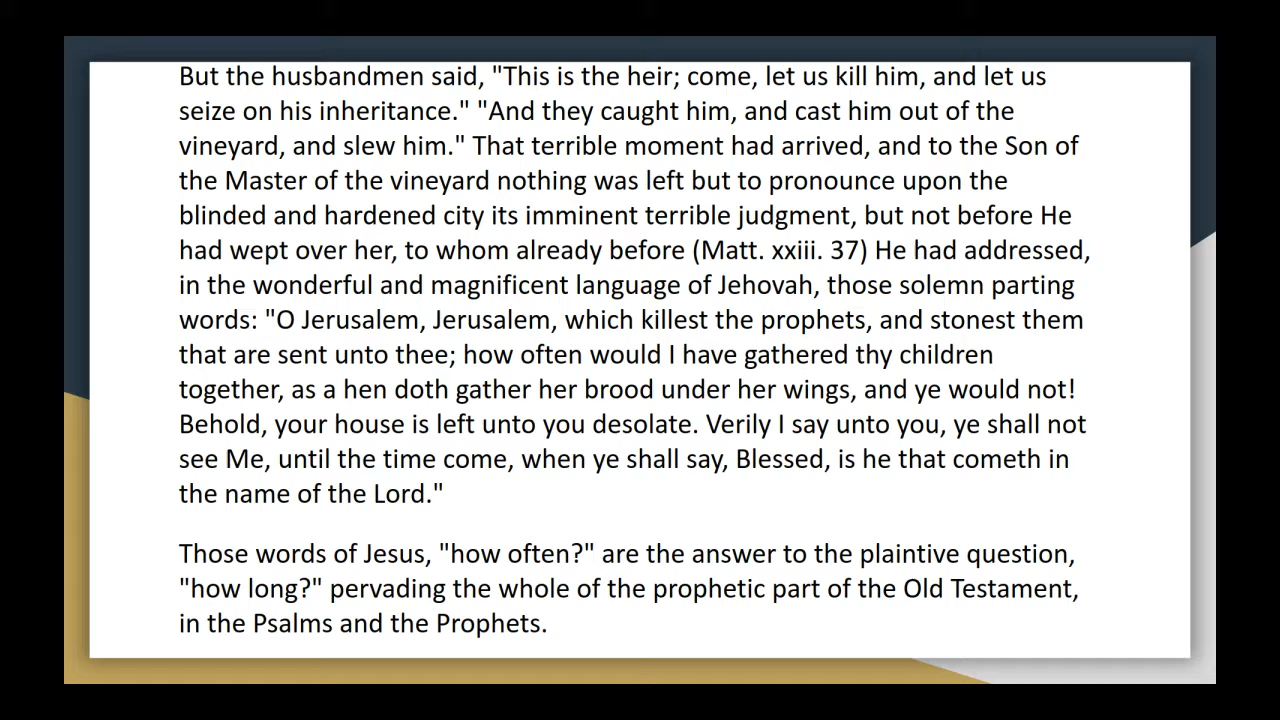 But the husbandmen said, "This is the heir; come, let us kill him, and let us
seize on his inheritance." "And they caught him, and cast him out of the
vineyard, and slew him." That terrible moment had arrived, and to the Son of
the Master of the vineyard nothing was left but to pronounce upon the
blinded and hardened city its imminent terrible judgment, but not before He
had wept over her, to whom already before (Matt. xxiii. 37) He had addressed,
in the wonderful and magnificent language of Jehovah, those solemn parting
words: "O Jerusalem, Jerusalem, which killest the prophets, and stonest them
that are sent unto thee; how often would I have gathered thy children
together, as a hen doth gather her brood under her wings, and ye would not!
Behold, your house is left unto you desolate. Verily I say unto you, ye shall not
see Me, until the time come, when ye shall say, Blessed, is he that cometh in
the name of the Lord."
Those words of Jesus, "how often?" are the answer to the plaintive question,
"how long?" pervading the whole of the prophetic part of the Old Testament,
in the Psalms and the Prophets.